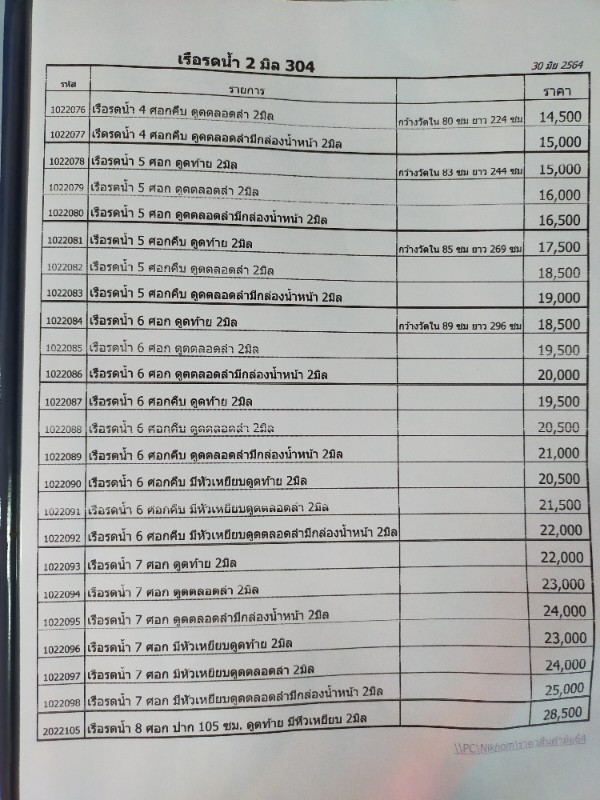 เรือรดน้ำ 2 มิล 304
30 มิย 2564
รหัส รายการ ราคา
1022076 เรือรดน้ำ 4 ศอกคืบ ดูดตลอดลำ 2มิล กว้างวัดใน 80 ซม ยาว 224 ซม 14,500
1022077 เรือรดน้ำ 4 ศอกคืบ ดูดตลอดลำมีกล่องน้ำหน้า 2มิล 15,000
1022078 เรือรดน้ำ 5 ศอก ดูดท้าย 2มิล กว้างวัดใน 83 ซม ยาว 244 ซม 15,000
1022079 เรือรดน้ำ 5 ศอก ดูดตลอดลำ 2มิล 16,000
1022080 เรือรดน้ำ 5 ศอก ดูดตลอดลำมีกล่องน้ำหน้า 2มิล 16,500
1022081 เรือรดน้ำ 5 ศอกคืบ ดูดท้าย 2มิล กว้างวัดใน 85 ซม ยาว 269 ซม 17,500
1022082 เรือรดน้ำ 5 ศอกคืบ ดูดตลอดลำ 2มิล 18,500
1022083 เรือรดน้ำ 5 ศอกคืบ ดูดตลอดลำมีกล่องน้ำหน้า 2มิล 19,000
1022084 เรือรดน้ำ 6 ศอก ดูดท้าย 2มิล กว้างวัดใน 89 ซม ยาว 296 ซม 18,500
1022085 เรือรดน้ำ 6 ศอก ดูดตลอดลำ 2มิล 19,500
1022086 เรือรดน้ำ 6 ศอก ดูดตลอดลำมีกล่องน้ำหน้า 2มิล 20,000
1022087 เรือรดน้ำ 6 ศอกคืบ ดูดท้าย 2มิล 19,500
1022088 เรือรดน้ำ 6 ศอกคืบ ดูดตลอดลำ 2มิล 20,500
1022089 เรือรดน้ำ 6 ศอกคืบ ดูดตลอดลำมีกล่องน้ำหน้า 2มิล 21,000
1022090 เรือรดน้ำ 6 ศอกคืบ มีหัวเหยียบดูดท้าย 2มิล 20,500
1022091 เรือรดน้ำ 6 ศอกคืบ มีหัวเหยียบดูดตลอดลำ 2มิล 21,500
1022092 เรือรดน้ำ 6 ศอกคืบ มีหัวเหยียบดูดตลอดลำมีกล่องน้ำหน้า 2มิล 22,000
1022093 เรือรดน้ำ 7 ศอก ดูดท้าย 2มิล 22,000
1022094 เรือรดน้ำ 7 ศอก ดูดตลอดลำ 2มิล 23,000
1022095 เรือรดน้ำ 7 ศอก ดูดตลอดลำมีกล่องน้ำหน้า 2มิล 24,000
1022096 เรือรดน้ำ 7 ศอก มีหัวเหยียบดูดท้าย 2มิล 23,000
1022097 เรือรดน้ำ 7 ศอก มีหัวเหยียบดูดตลอดลำ 2มิล 24,000
1022098 เรือรดน้ำ 7 ศอก มีหัวเหยียบดูดตลอดลำมีกล่องน้ำหน้า 2มิล 25,000
2022105 เรือรดน้ำ 8 ศอก ปาก 105 ซม. ดูดท้าย มีหัวเหยียบ 2มิล 28,500